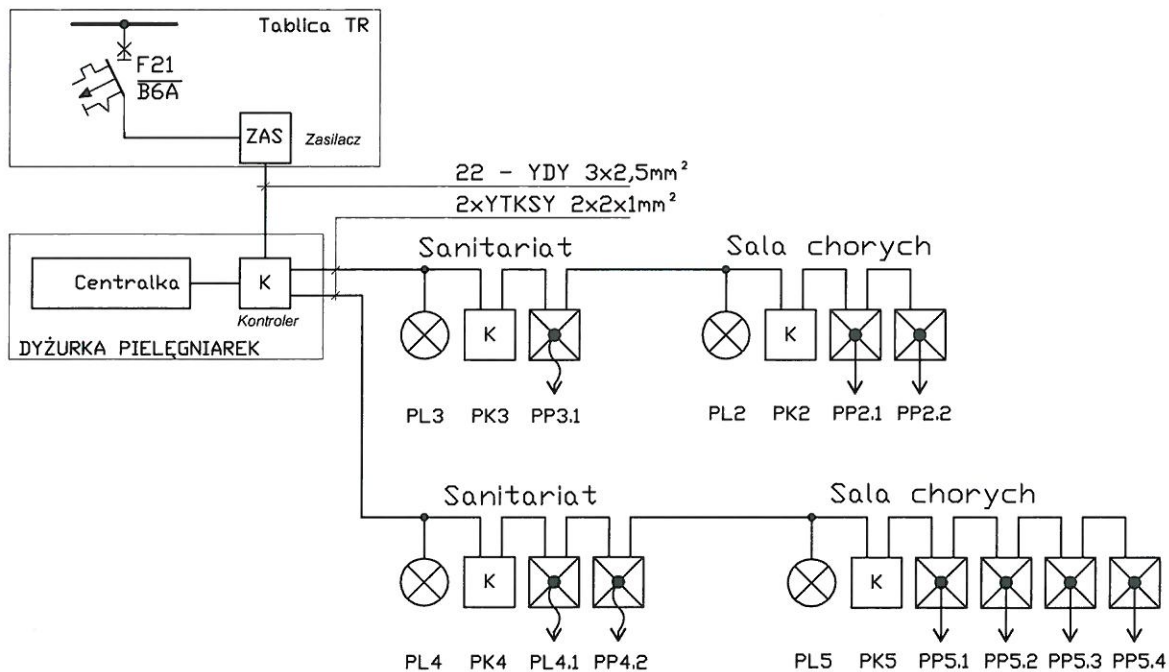 Tablica TR
F21
B6A
ZAS
Zasilacz
22 - YDY 3x2,5mm²
2xYTKSY 2x2x1mm²
Sanitariat
Sala chorych
Centralka
K
Kontroler
DYŻURKA PIELĘGNIAREK
K
K
PL3 PK3 PP3.1 PL2 PK2 PP2.1 PP2.2
Sanitariat
Sala chorych
K
K
PL4 PK4 PL4.1 PP4.2 PL5 PK5 PP5.1 PP5.2 PP5.3 PP5.4